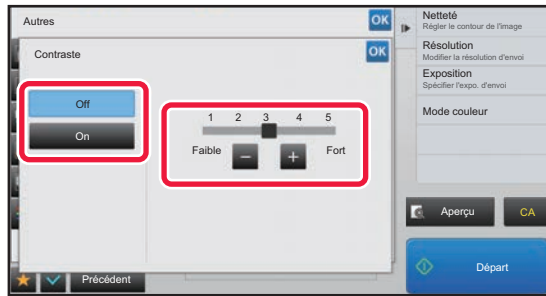 Autres
OK
Contraste
OK
Off
On
1 2 3 4 5
Faible
Fort
Précédent
Netteté
Régler le contour de l'image
Résolution
Modifier la résolution d'envoi
Exposition
Spécifier l'expo. d'envoi
Mode couleur
Aperçu
CA
Départ